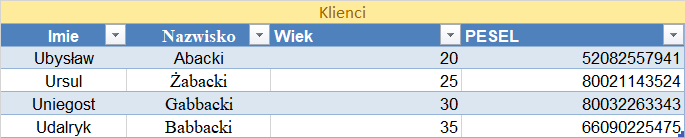 Klienci
Imie Nazwisko Wiek PESEL
Ubysław Abacki 20 52082557941
Ursul Żabacki 25 80021143524
Uniegost Gabbacki 30 80032263343
Udalryk Babbacki 35 66090225475